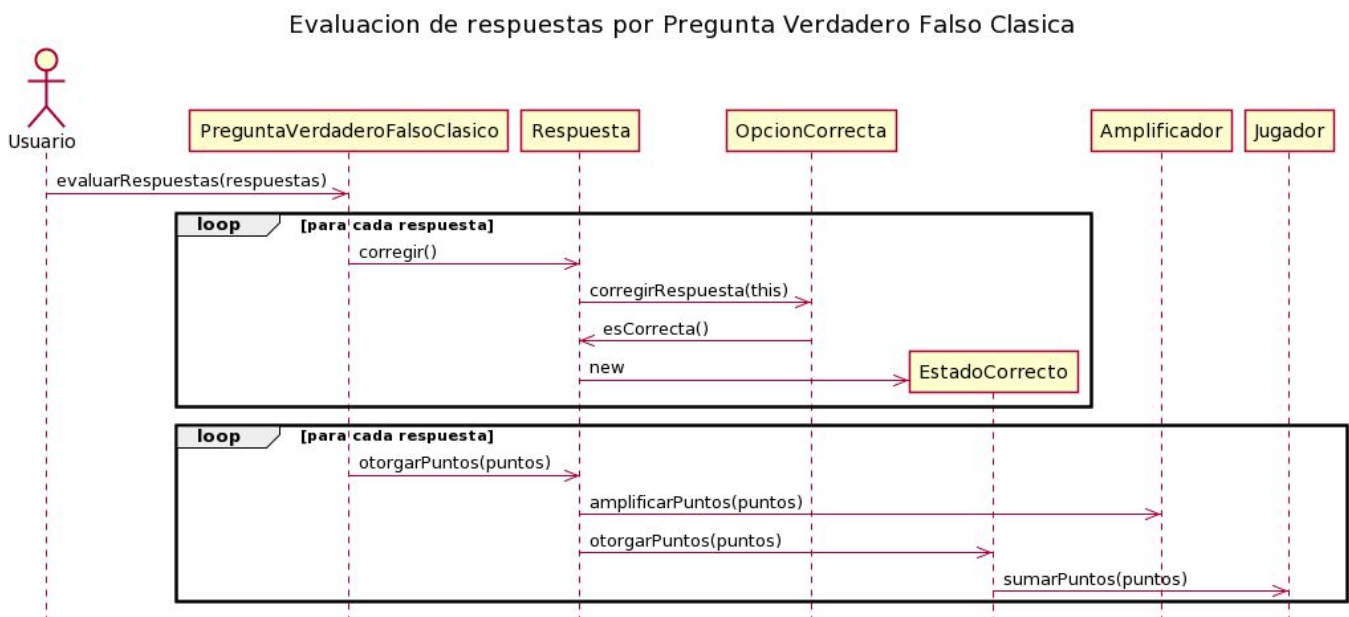 Evaluacion de respuestas por Pregunta Verdadero Falso Clasica
Usuario
PreguntaVerdaderoFalsoClasico
Respuesta
OpcionCorrecta
Amplificador
Jugador
evaluarRespuestas(respuestas)
loop [para cada respuesta]
corregir()
corregirRespuesta(this)
esCorrecta()
new
EstadoCorrecto
loop [para cada respuesta]
otorgarPuntos(puntos)
amplificarPuntos(puntos)
otorgarPuntos(puntos)
sumarPuntos(puntos)